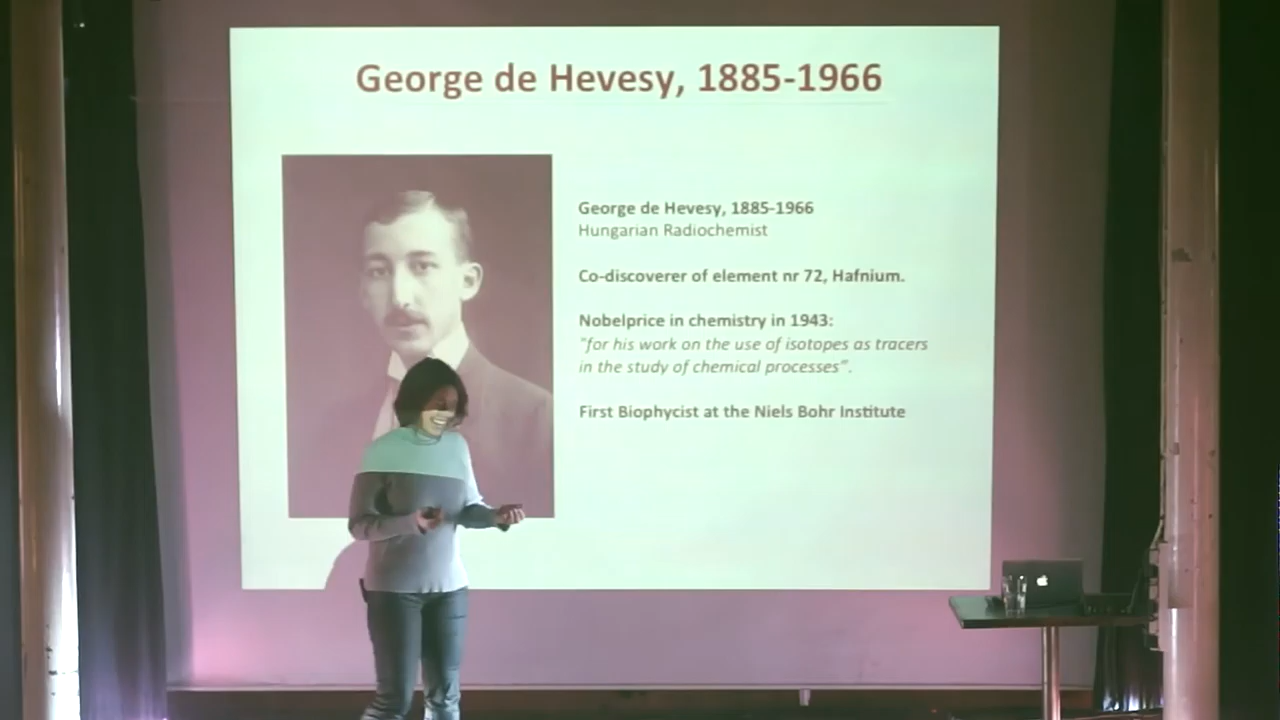 George de Hevesy, 1885-1966
George de Hevesy, 1885-1966
Hungarian Radiochemist
Co-discoverer of element nr 72, Hafnium.
Nobelprice in chemistry in 1943:
"for his work on the use of isotopes as tracers
in the study of chemical processes".
First Biophycist at the Niels Bohr Institute